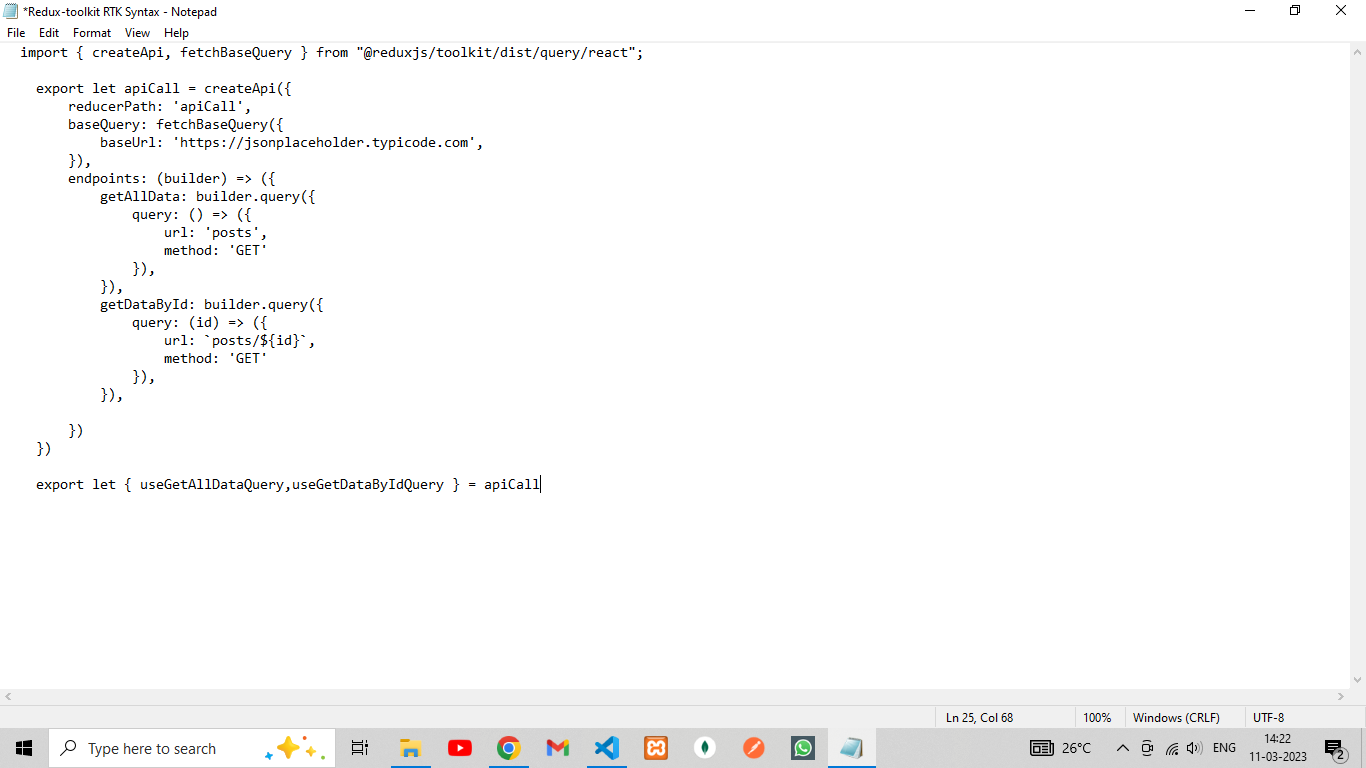 *Redux-toolkit RTK Syntax - Notepad
File Edit Format View Help
import { createApi, fetchBaseQuery } from "@reduxjs/toolkit/dist/query/react";
export let apiCall = createApi({
reducerPath: 'apiCall',
baseQuery: fetchBaseQuery({
baseUrl: 'https://jsonplaceholder.typicode.com',
}),
endpoints: (builder) => ({
getAllData: builder.query({
query: () => ({
url: 'posts',
method: 'GET'
}),
}),
getDataById: builder.query({
query: (id) => ({
url: `posts/${id}`,
method: 'GET'
}),
}),
})
})
export let { useGetAllDataQuery,useGetDataByIdQuery } = apiCall
Ln 25, Col 68 100% Windows (CRLF) UTF-8
Type here to search 26°C ENG 14:22
11-03-2023 2